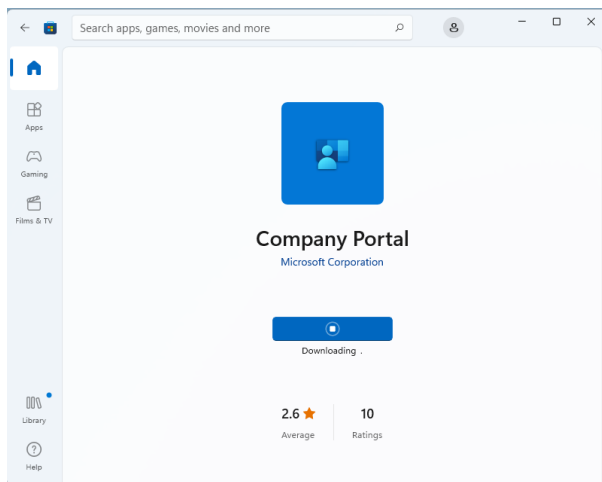 Search apps, games, movies and more
Apps
Gaming
Films & TV
Company Portal
Microsoft Corporation
Downloading .
2.6 10
Average Ratings
Library
Help